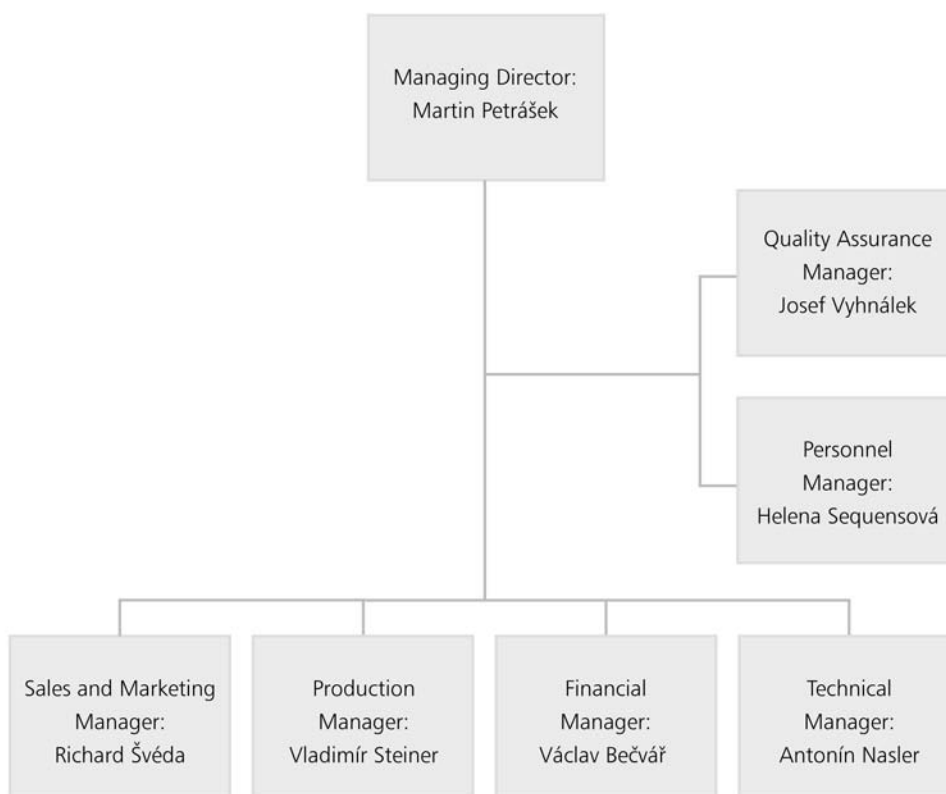 Managing Director:
Martin Petrášek
Quality Assurance
Manager:
Josef Vyhnálek
Personnel
Manager:
Helena Sequensová
Sales and Marketing
Manager:
Richard Švéda
Production
Manager:
Vladimír Steiner
Financial
Manager:
Václav Bečvář
Technical
Manager:
Antonín Nasler